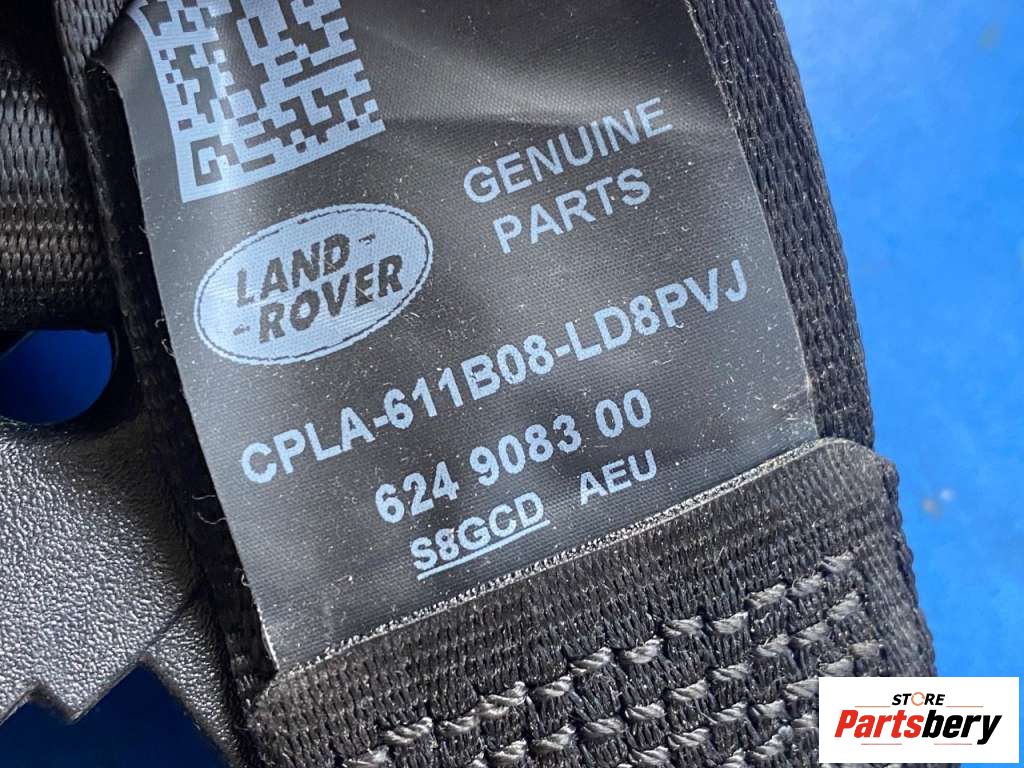 GENUINE
PARTS
LAND-
-ROVER
CPLA-611B08-LD8PVJ
624 9083 00
S8GCD AEU
STORE
Partsbery